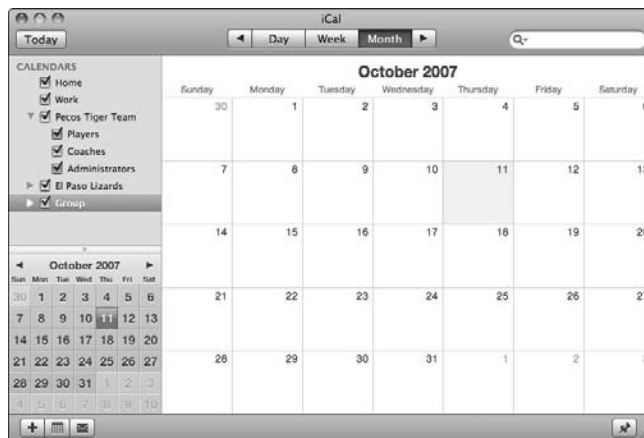 iCal
Today
Day Week Month
CALENDARS
Home
Work
Pecos Tiger Team
Players
Coaches
Administrators
El Paso Lizards
Group
October 2007
Sunday Monday Tuesday Wednesday Thursday Friday Saturday
30 1 2 3 4 5
7 8 9 10 11 12 13
14 15 16 17 18 19 20
21 22 23 24 25 26 27
28 29 30 31 1 2
October 2007
Sun Mon Tue Wed Thu Fri Sat
30 1 2 3 4 5 6
7 8 9 10 11 12 13
14 15 16 17 18 19 20
21 22 23 24 25 26 27
28 29 30 31 1 2 3
4 5 6 7 8 9 10